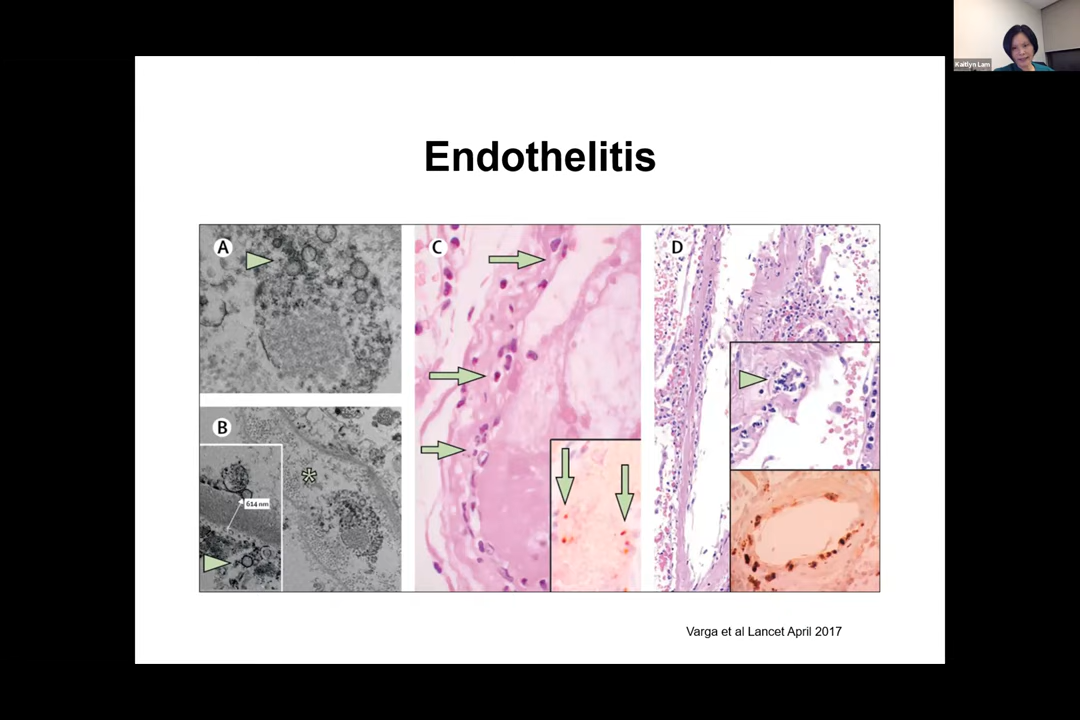 Kaitlyn Lam
Endothelitis
A
B
*
614 nm
C
D
Varga et al Lancet April 2017